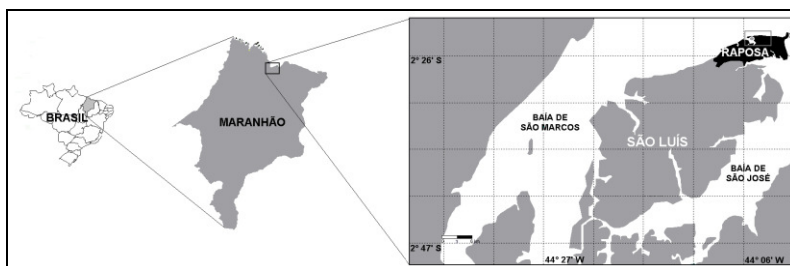 BRASIL
MARANHÃO
2° 26' S
RAPOSA
BAÍA DE
SÃO MARCOS
SÃO LUÍS
BAÍA DE
SÃO JOSÉ
2° 47' S
44° 27' W
44° 06' W